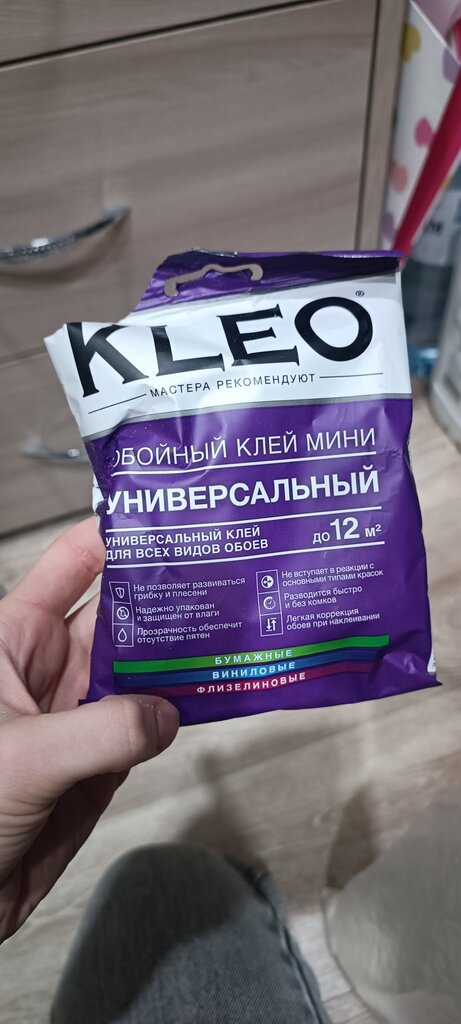 KLEO®
МАСТЕРА РЕКОМЕНДУЮТ
ОБОЙНЫЙ КЛЕЙ МИНИ
УНИВЕРСАЛЬНЫЙ
УНИВЕРСАЛЬНЫЙ КЛЕЙ
ДЛЯ ВСЕХ ВИДОВ ОБОЕВ
ДО 12 м²
Не позволяет развиваться
грибку и плесени
Надежно упакован
и защищен от влаги
Прозрачность обеспечит
отсутствие пятен
Не вступает в реакции с
основными типами красок
Разводится быстро
и без комков
Легкая коррекция
обоев при наклеивании
БУМАЖНЫЕ
ВИНИЛОВЫЕ
ФЛИЗЕЛИНОВЫЕ